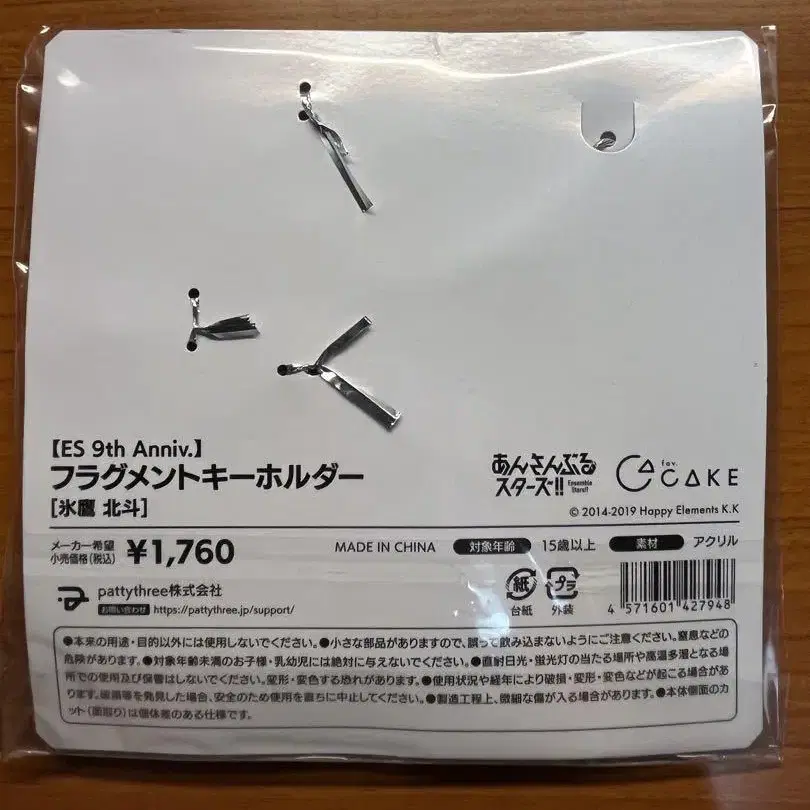 【ES 9th Anniv.】
フラグメントキーホルダー
[氷鷹 北斗]
あんさんぶる
スターズ!!
Ensemble
Stars!!
fav.
CAKE
© 2014-2019 Happy Elements K.K
メーカー希望
小売価格(税込)
¥1,760
MADE IN CHINA 対象年齢 15歳以上 素材 アクリル
pattythree株式会社
お問い合わせ https://pattythree.jp/support/
紙 プラ
台紙 外装
4 571601 427948
●本来の用途・目的以外には使用しないでください。●小さな部品がありますので、誤って飲み込まないようにご注意ください。窒息などの
危険があります。●対象年齢未満のお子様・乳幼児には絶対に与えないでください。●直射日光・蛍光灯の当たる場所や高温多湿となる場
所での使用及び保管はしないでください。変形・変色する恐れがあります。●使用状況や経年により破損・変形・変色などが起こる場合があ
ります。破損等を発見した場合、安全のため使用を直ちに中止してください。●製造工程上、微細な傷が入る場合があります。●本体側面のカ
ット(面取り)は個体差のある仕様です。